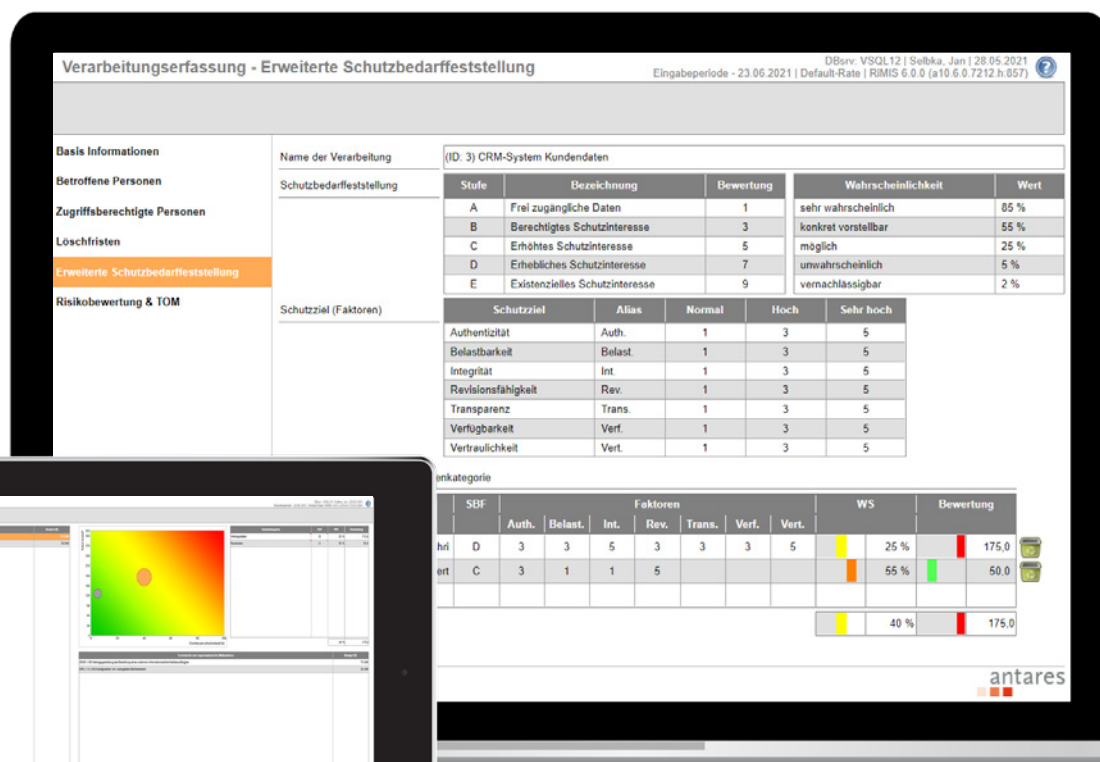 Verarbeitungserfassung - Erweiterte Schutzbedarffeststellung
DBsrv: VSQL12 | Selbka, Jan | 28.05.2021
Eingabeperiode - 23.06.2021 | Default-Rate | RIMIS 6.0.0 (a10.6.0.7212.h:857)
Basis Informationen
Betroffene Personen
Zugriffsberechtigte Personen
Löschfristen
Erweiterte Schutzbedarffeststellung
Risikobewertung & TOM
Name der Verarbeitung (ID: 3) CRM-System Kundendaten
Schutzbedarffeststellung Stufe Bezeichnung Bewertung Wahrscheinlichkeit Wert
A Frei zugängliche Daten 1 sehr wahrscheinlich 85 %
B Berechtigtes Schutzinteresse 3 konkret vorstellbar 55 %
C Erhöhtes Schutzinteresse 5 möglich 25 %
D Erhebliches Schutzinteresse 7 unwahrscheinlich 5 %
E Existenzielles Schutzinteresse 9 vernachlässigbar 2 %
Schutzziel (Faktoren) Schutzziel Alias Normal Hoch Sehr hoch
Authentizität Auth. 1 3 5
Belastbarkeit Belast. 1 3 5
Integrität Int. 1 3 5
Revisionsfähigkeit Rev. 1 3 5
Transparenz Trans. 1 3 5
Verfügbarkeit Verf. 1 3 5
Vertraulichkeit Vert. 1 3 5
enkategorie
SBF Faktoren WS Bewertung
Auth. Belast. Int. Rev. Trans. Verf. Vert.
hri D 3 3 5 3 3 3 5 25 % 175,0
ert C 3 1 1 5 55 % 50,0
40 % 175,0
antares